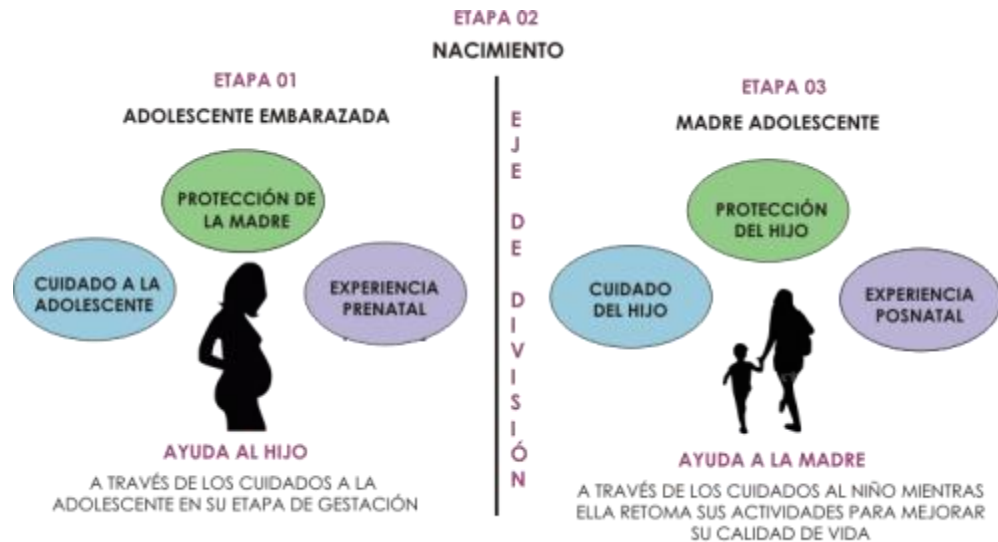 ETAPA 02
NACIMIENTO
ETAPA 01
ADOLESCENTE EMBARAZADA
PROTECCIÓN DE
LA MADRE
CUIDADO A LA
ADOLESCENTE
EXPERIENCIA
PRENATAL
AYUDA AL HIJO
A TRAVÉS DE LOS CUIDADOS A LA
ADOLESCENTE EN SU ETAPA DE GESTACIÓN
EJE DE DIVISIÓN
ETAPA 03
MADRE ADOLESCENTE
PROTECCIÓN
DEL HIJO
CUIDADO
DEL HIJO
EXPERIENCIA
POSNATAL
AYUDA A LA MADRE
A TRAVÉS DE LOS CUIDADOS AL NIÑO MIENTRAS
ELLA RETOMA SUS ACTIVIDADES PARA MEJORAR
SU CALIDAD DE VIDA